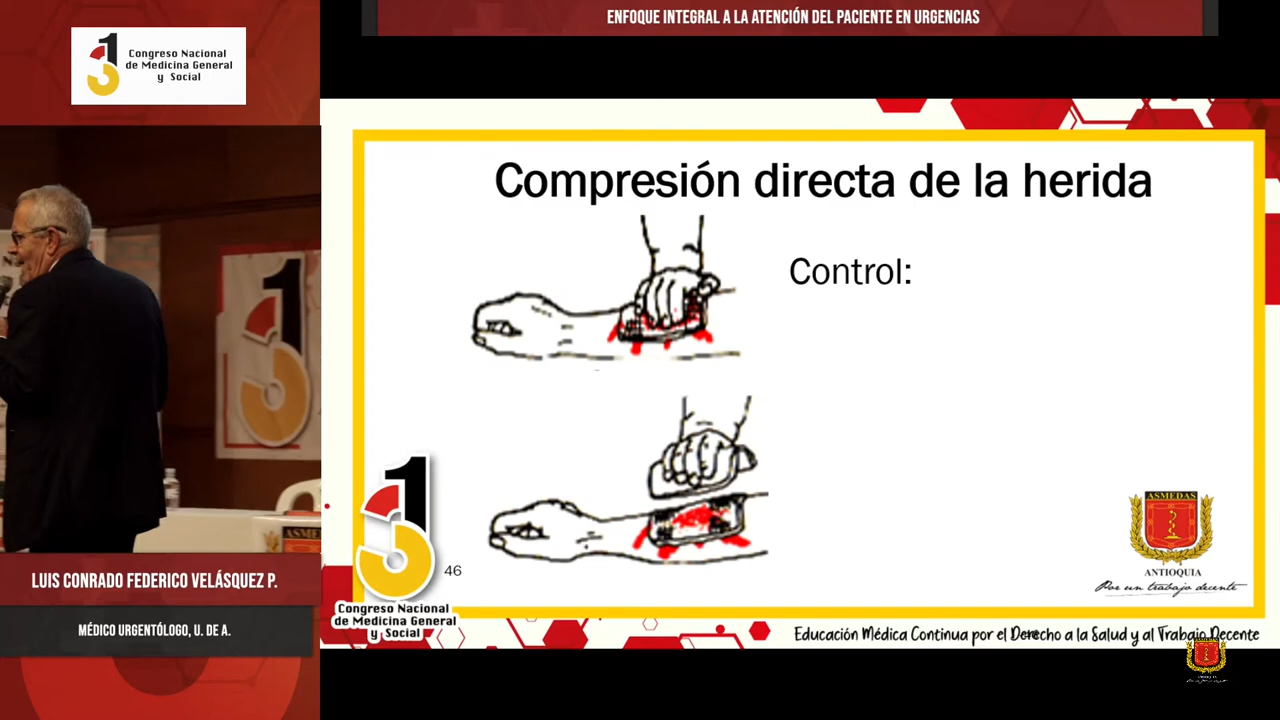 ENFOQUE INTEGRAL A LA ATENCIÓN DEL PACIENTE EN URGENCIAS
Congreso Nacional
de Medicina General
y Social
Compresión directa de la herida
Control:
46
Congreso Nacional
de Medicina General
y Social
ASMEDAS
ANTIOQUIA
Por un trabajo decente
Educación Médica Continua por el Derecho a la Salud y al Trabajo Decente
ASMEDAS
LUIS CONRADO FEDERICO VELÁSQUEZ P.
MÉDICO URGENTÓLOGO, U. DE A.